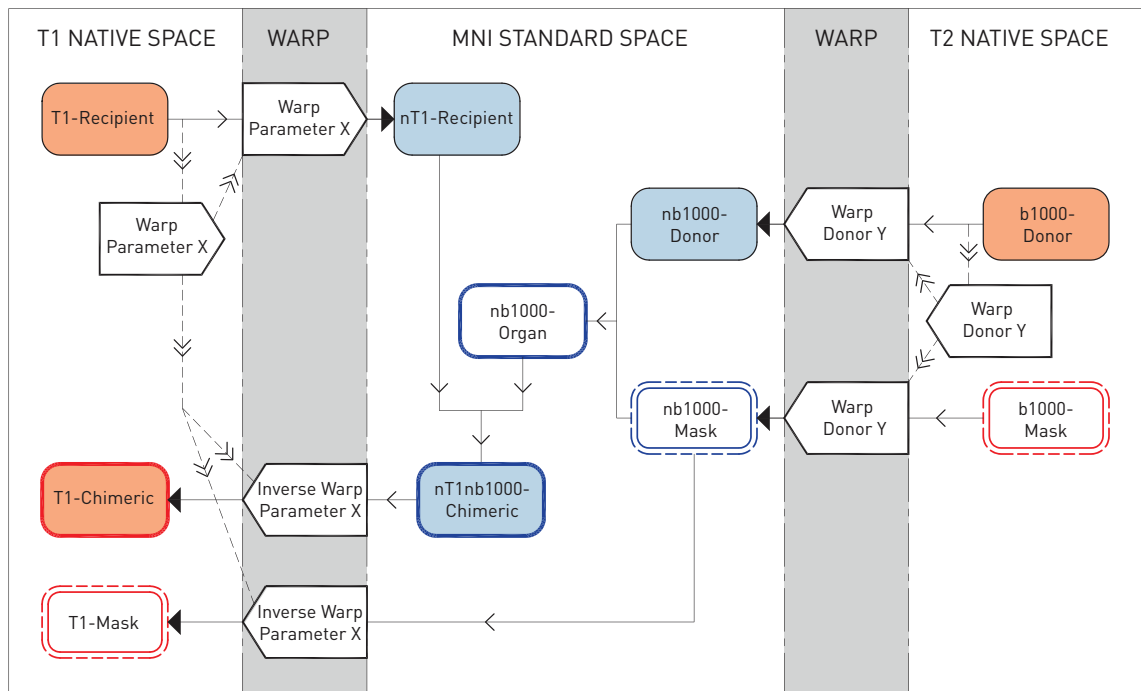 T1 NATIVE SPACE
WARP
MNI STANDARD SPACE
WARP
T2 NATIVE SPACE
T1-Recipient
Warp
Parameter X
nT1-Recipient
Warp
Parameter X
nb1000-
Donor
Warp
Donor Y
b1000-
Donor
nb1000-
Organ
Warp
Donor Y
nb1000-
Mask
Warp
Donor Y
b1000-
Mask
T1-Chimeric
Inverse Warp
Parameter X
nT1nb1000-
Chimeric
T1-Mask
Inverse Warp
Parameter X